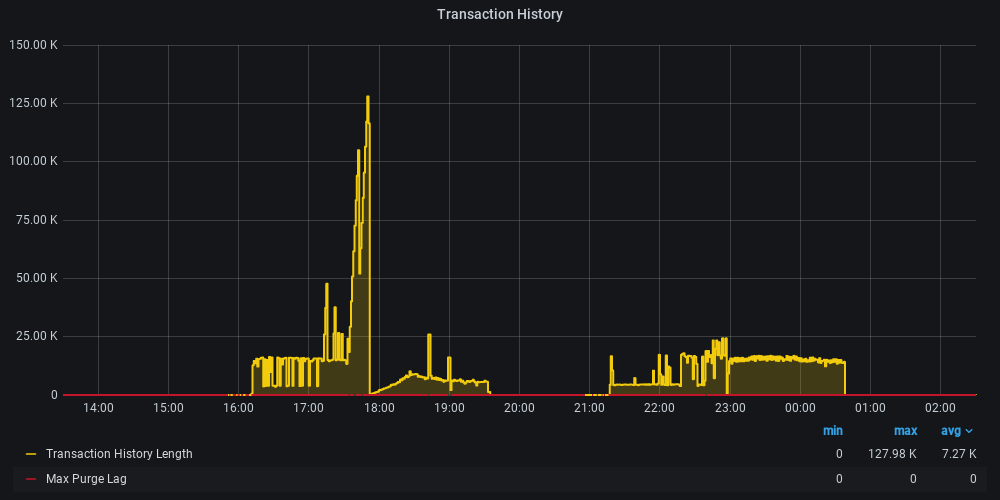 Transaction History
150.00 K
125.00 K
100.00 K
75.00 K
50.00 K
25.00 K
0
14:00 15:00 16:00 17:00 18:00 19:00 20:00 21:00 22:00 23:00 00:00 01:00 02:00
min max avg
Transaction History Length 0 127.98 K 7.27 K
Max Purge Lag 0 0 0